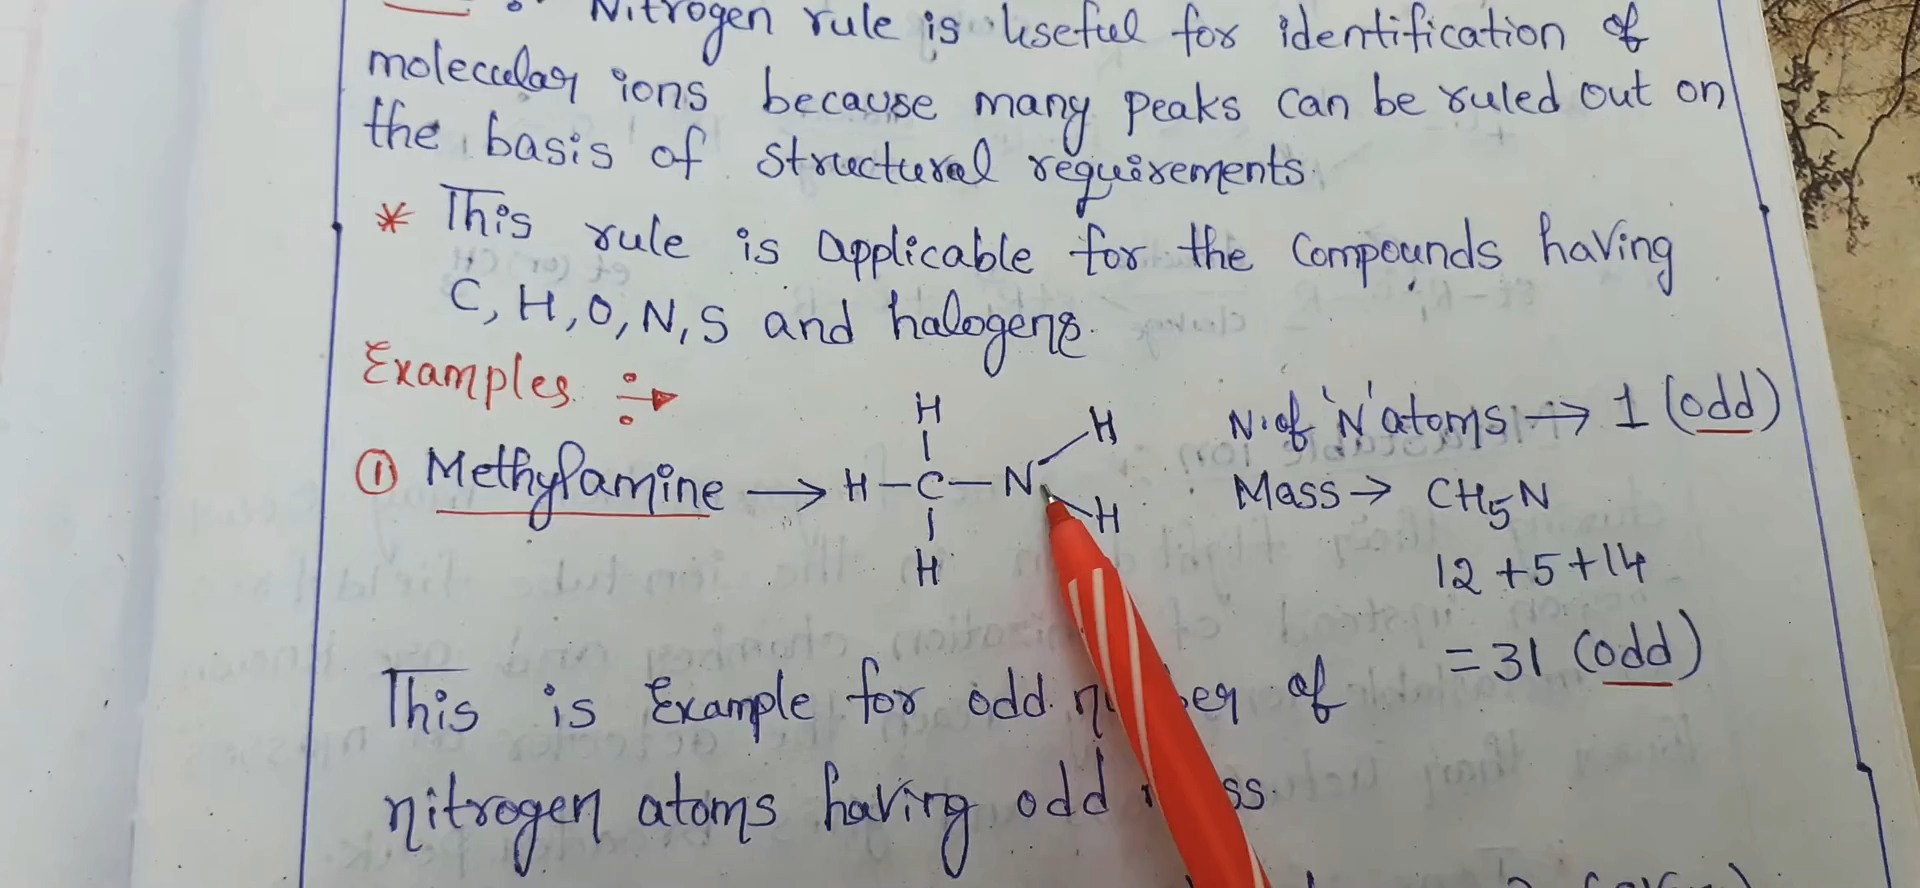 Nitrogen rule is Useful for identification of
molecular ions because many peaks can be ruled out on
the basis of structural requirements.
* This rule is applicable for the compounds having
C, H, O, N, S and halogens.
Examples :→
① Methylamine → H - C - N
H
H
H
H
N. of 'N' atoms → 1 (odd)
Mass → CH5N
12 + 5 + 14
= 31 (odd)
This is Example for odd of
nitrogen atoms having odd